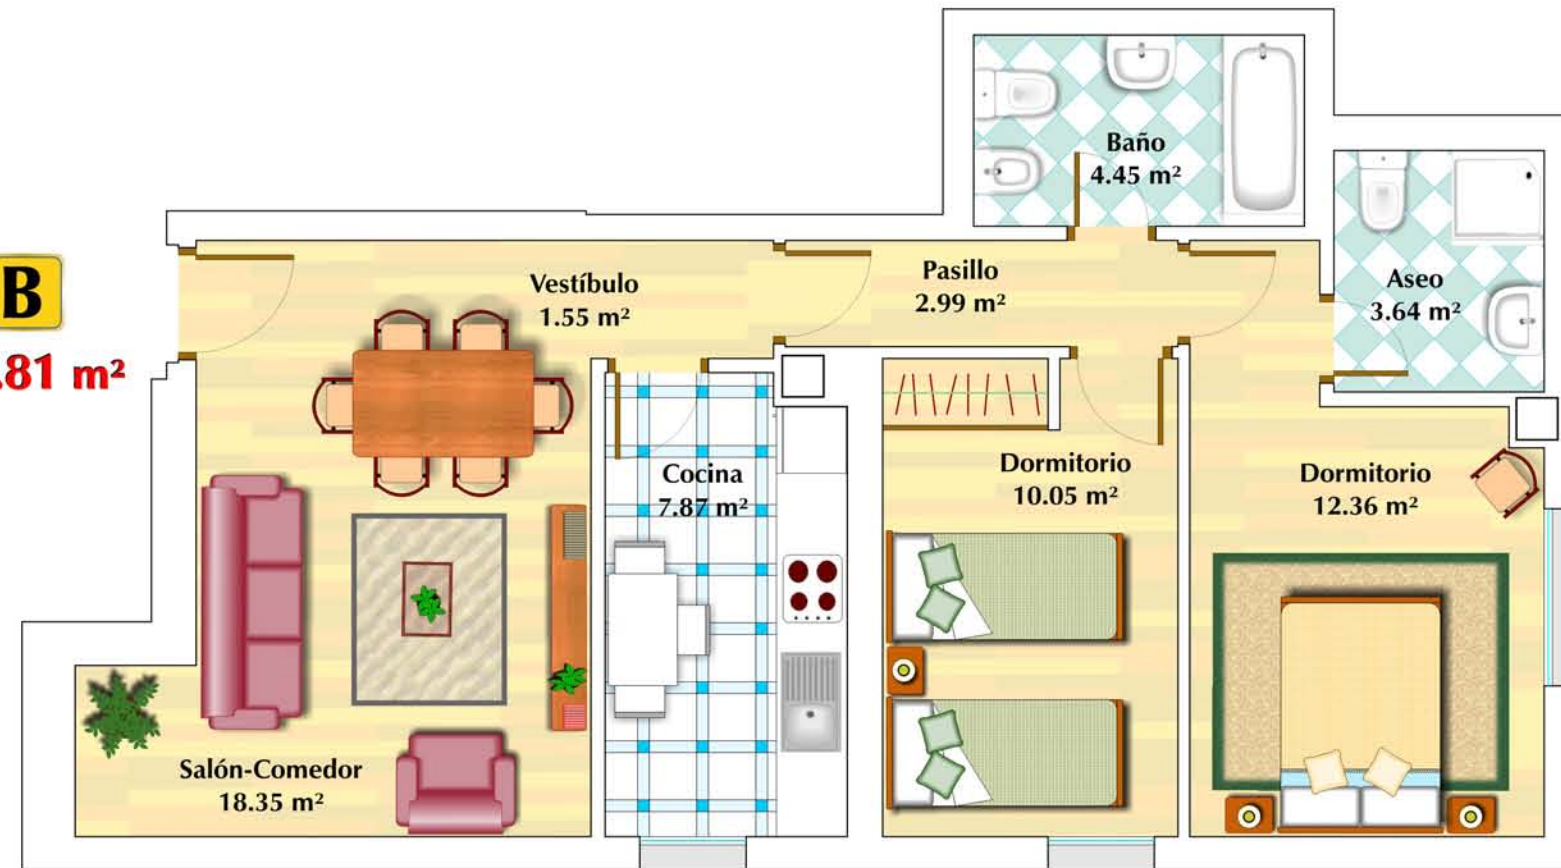 B
.81 m²
Vestíbulo
1.55 m²
Pasillo
2.99 m²
Baño
4.45 m²
Aseo
3.64 m²
Cocina
7.87 m²
Dormitorio
10.05 m²
Dormitorio
12.36 m²
Salón-Comedor
18.35 m²